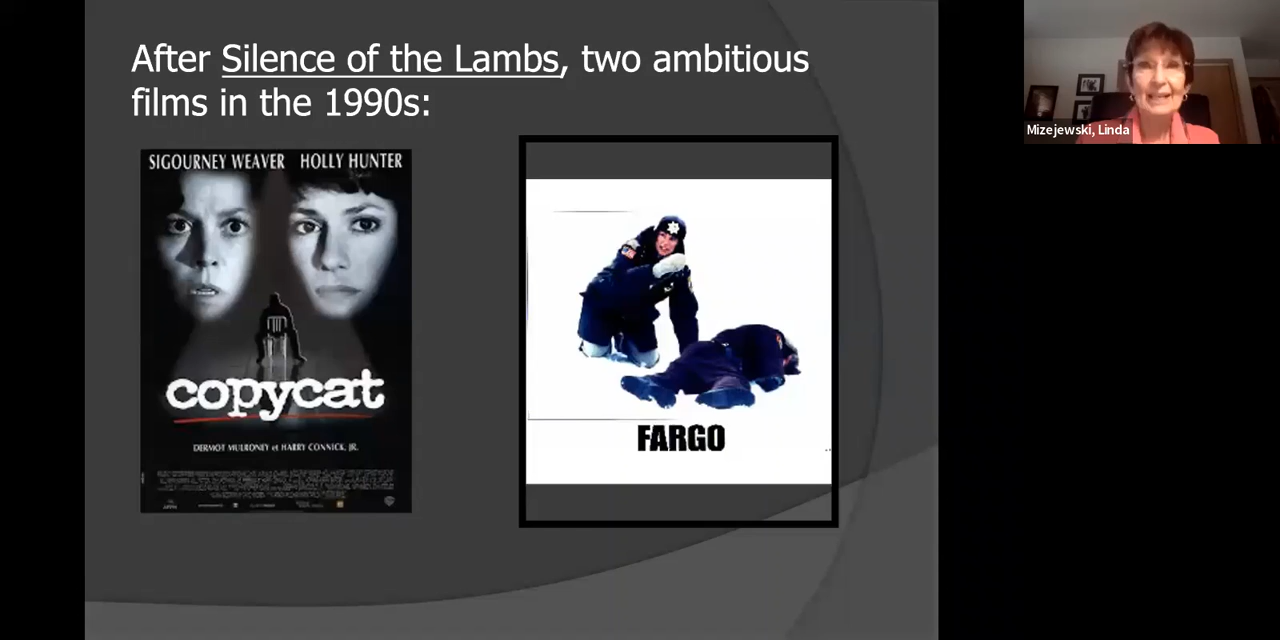 After Silence of the Lambs, two ambitious
films in the 1990s:
SIGOURNEY WEAVER HOLLY HUNTER
copycat
DERMOT MULRONEY et HARRY CONNICK, JR.
FARGO
Mizejewski, Linda